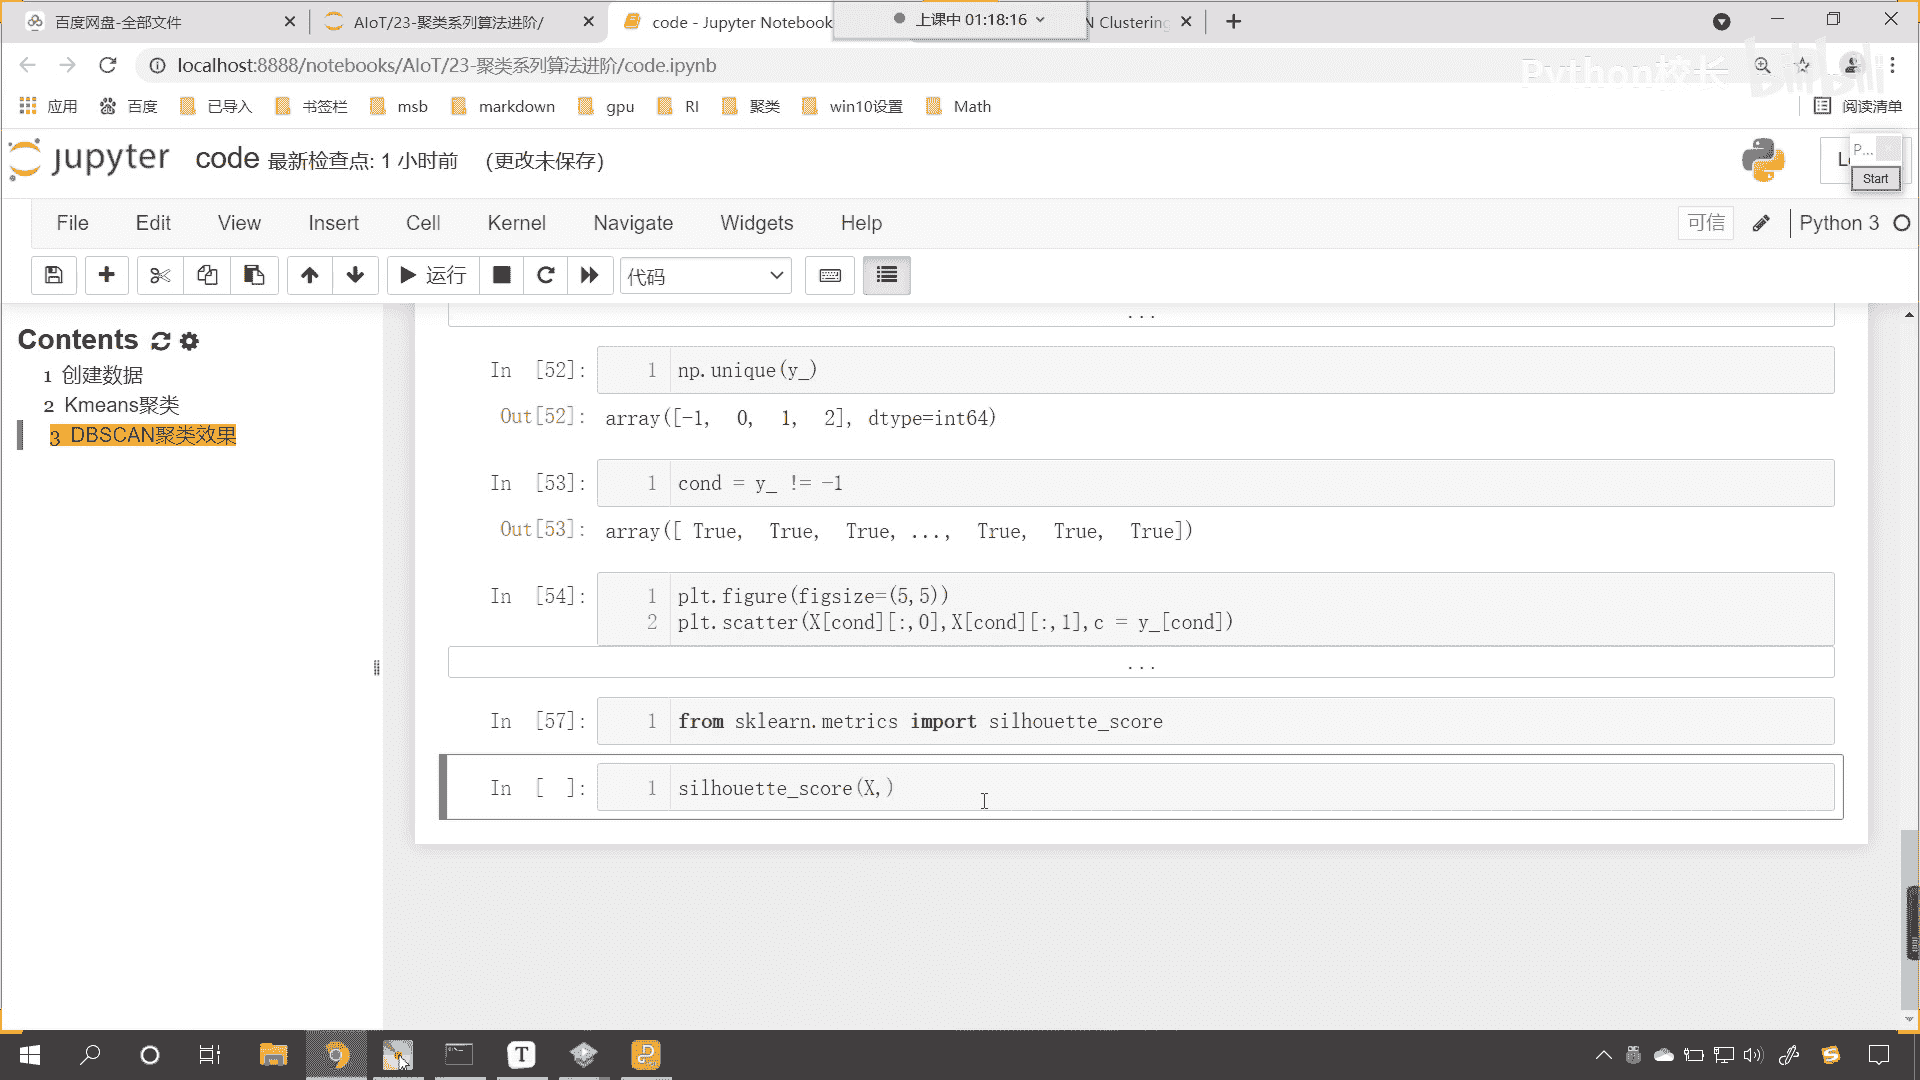 百度网盘-全部文件
AIoT/23-聚类系列算法进阶/
code - Jupyter Notebook
上课中 01:18:16
N Clustering
localhost:8888/notebooks/AIoT/23-聚类系列算法进阶/code.ipynb
Python校长
bilibili
应用
百度
已导入
书签栏
msb
markdown
gpu
RI
聚类
win10设置
Math
阅读清单
jupyter
code 最新检查点: 1 小时前 (更改未保存)
P...
Start
File Edit View Insert Cell Kernel Navigate Widgets Help
可信
Python 3
运行
代码
Contents
1 创建数据
2 Kmeans聚类
3 DBSCAN聚类效果
...
In [52]: 1 np.unique(y_)
Out[52]: array([-1, 0, 1, 2], dtype=int64)
In [53]: 1 cond = y_ != -1
Out[53]: array([ True, True, True, ..., True, True, True])
In [54]: 1 plt.figure(figsize=(5,5))
2 plt.scatter(X[cond][:,0],X[cond][:,1],c = y_[cond])
...
In [57]: 1 from sklearn.metrics import silhouette_score
In [ ]: 1 silhouette_score(X,)